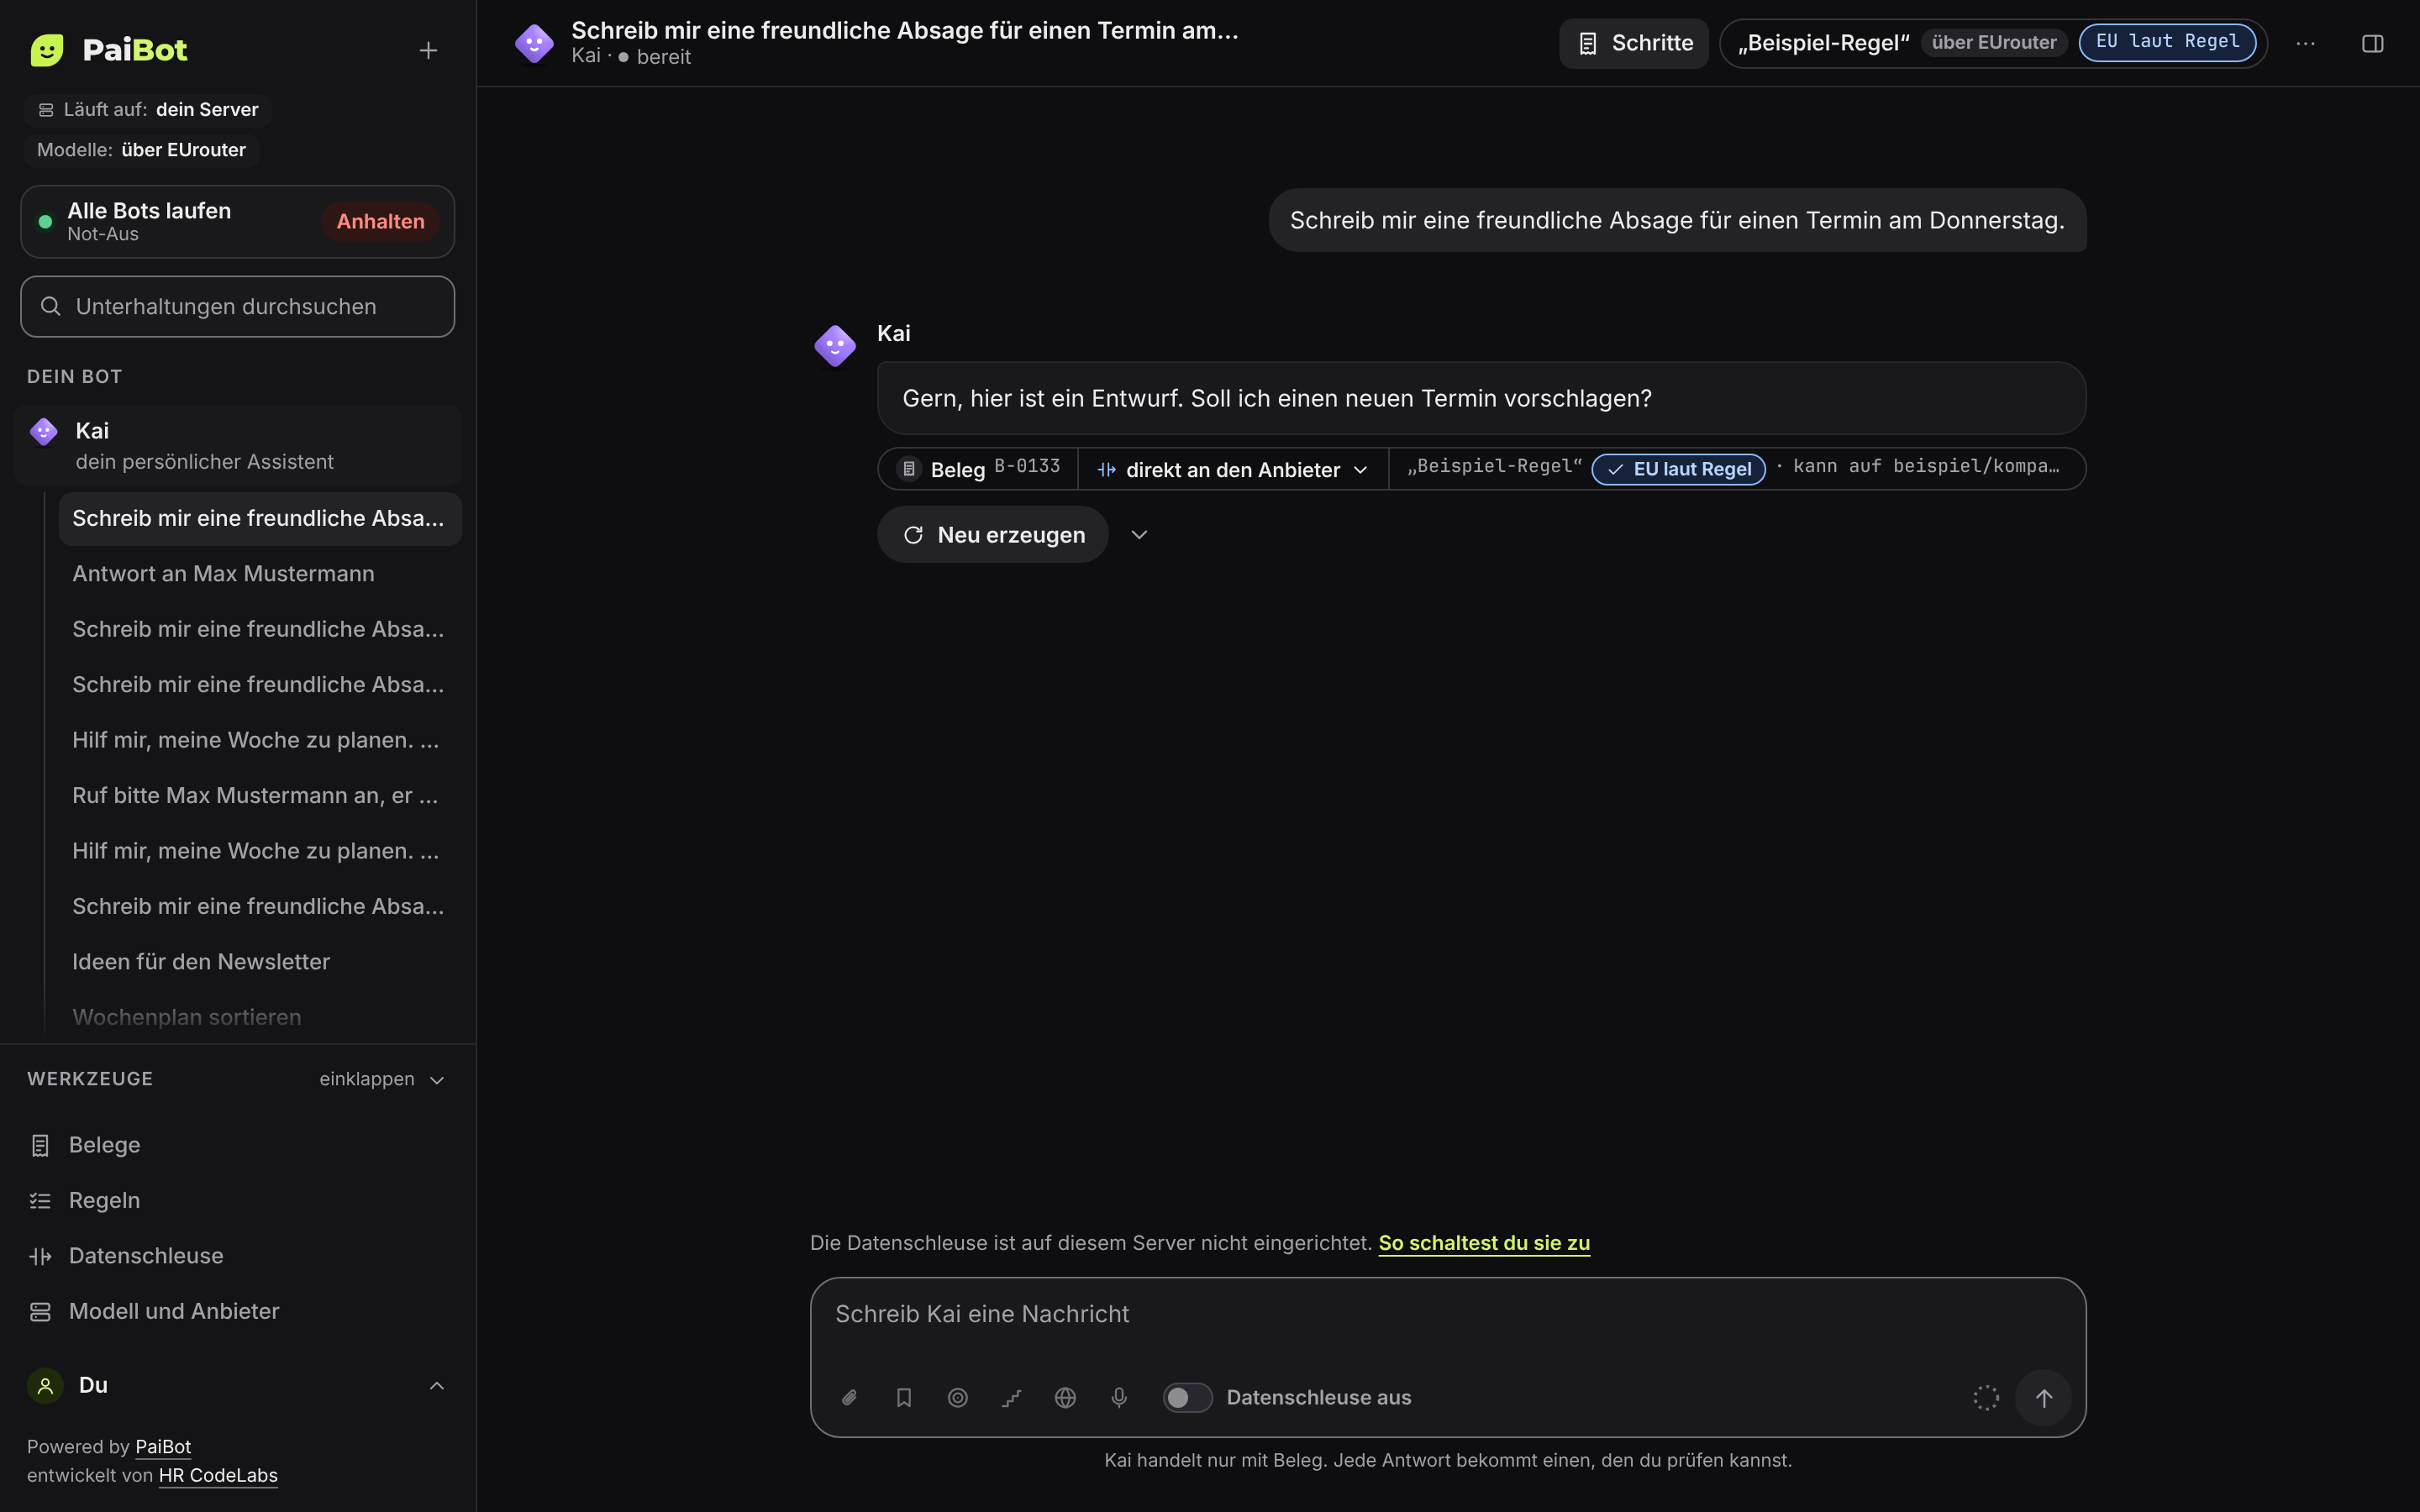 PaiBot
Läuft auf: dein Server
Modelle: über EUrouter
Alle Bots laufen
Not-Aus
Anhalten
Unterhaltungen durchsuchen
DEIN BOT
Kai
dein persönlicher Assistent
Schreib mir eine freundliche Absa...
Antwort an Max Mustermann
Schreib mir eine freundliche Absa...
Schreib mir eine freundliche Absa...
Hilf mir, meine Woche zu planen. ...
Ruf bitte Max Mustermann an, er ...
Hilf mir, meine Woche zu planen. ...
Schreib mir eine freundliche Absa...
Ideen für den Newsletter
Wochenplan sortieren
WERKZEUGE
einklappen
Belege
Regeln
Datenschleuse
Modell und Anbieter
Du
Powered by PaiBot
entwickelt von HR CodeLabs
Schreib mir eine freundliche Absage für einen Termin am...
Kai · bereit
Schritte
„Beispiel-Regel“ über EUrouter EU laut Regel
Schreib mir eine freundliche Absage für einen Termin am Donnerstag.
Kai
Gern, hier ist ein Entwurf. Soll ich einen neuen Termin vorschlagen?
Beleg B-0133 direkt an den Anbieter „Beispiel-Regel“ EU laut Regel · kann auf beispiel/kompa…
Neu erzeugen
Die Datenschleuse ist auf diesem Server nicht eingerichtet. So schaltest du sie zu
Schreib Kai eine Nachricht
Datenschleuse aus
Kai handelt nur mit Beleg. Jede Antwort bekommt einen, den du prüfen kannst.